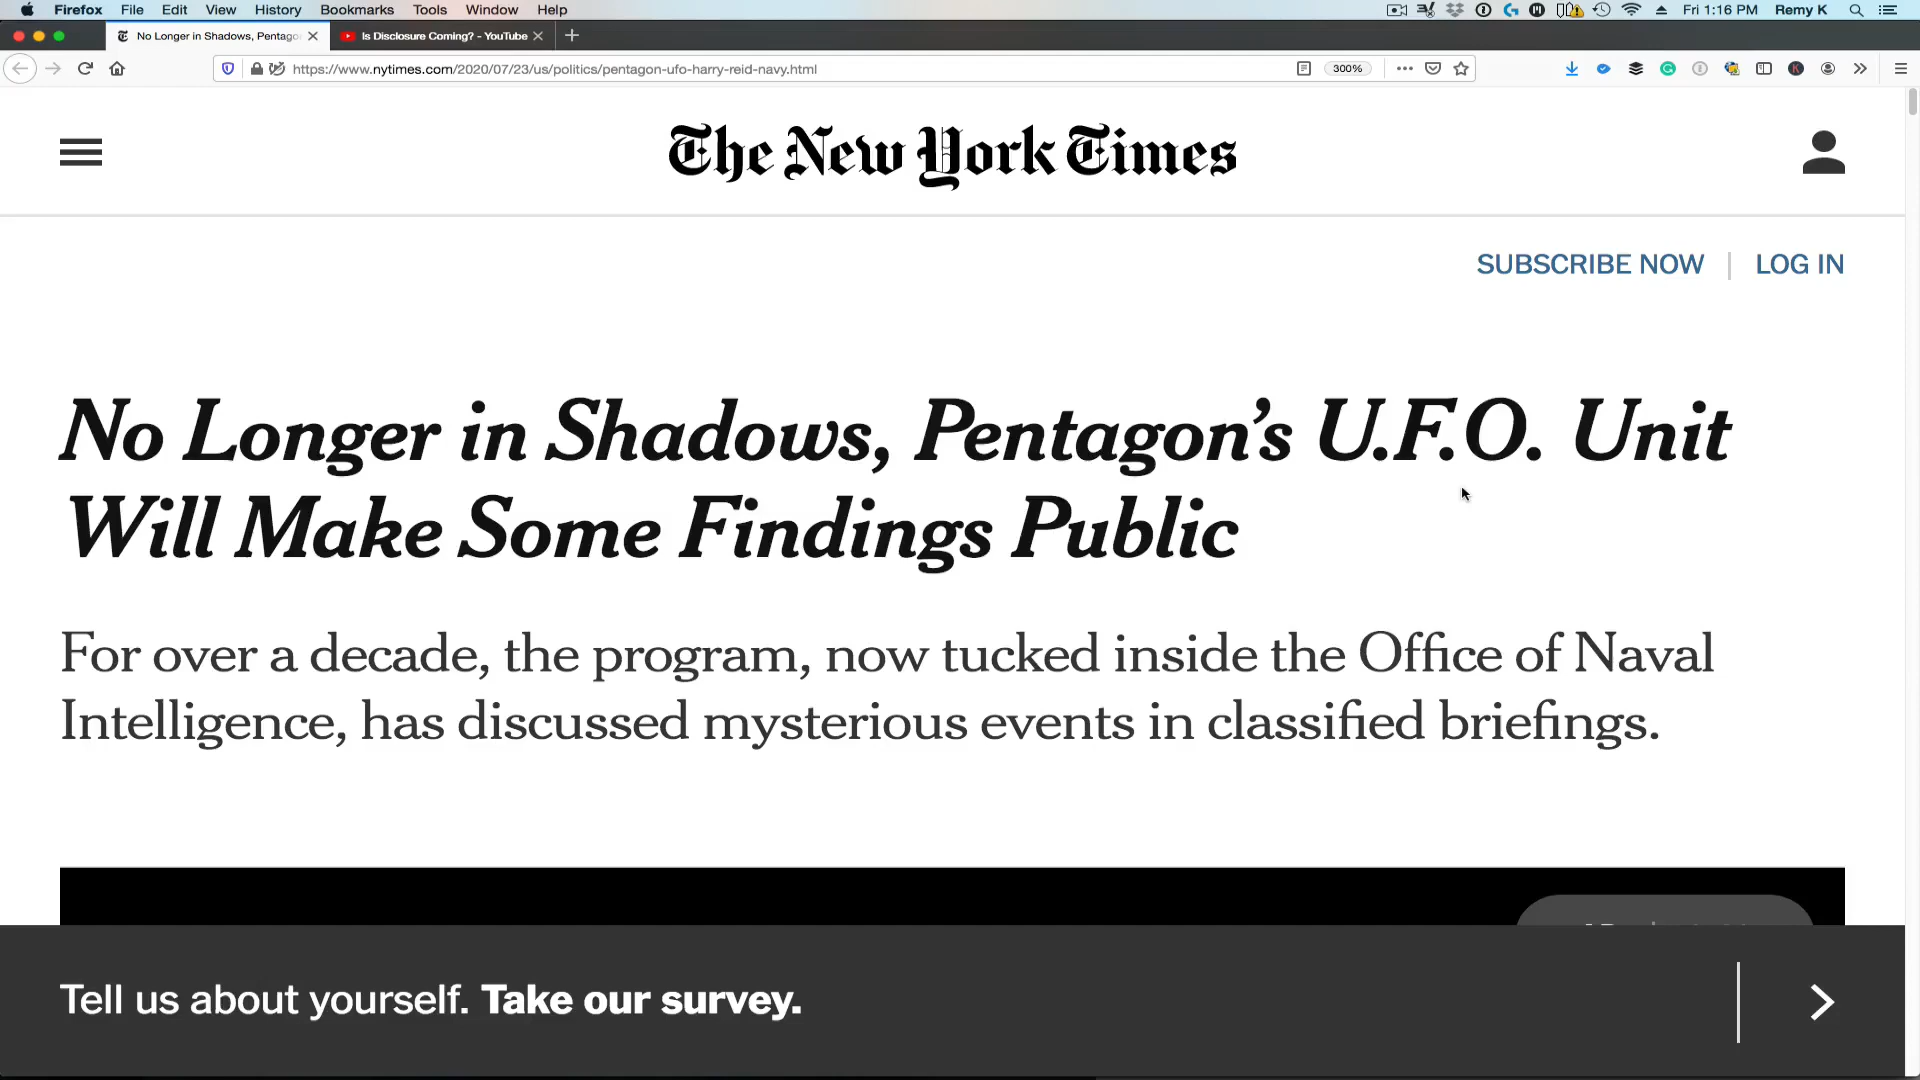 Firefox File Edit View History Bookmarks Tools Window Help Fri 1:16 PM Remy K
No Longer in Shadows, Pentago Is Disclosure Coming? - YouTube
https://www.nytimes.com/2020/07/23/us/politics/pentagon-ufo-harry-reid-navy.html 300%
The New York Times
SUBSCRIBE NOW LOG IN
No Longer in Shadows, Pentagon’s U.F.O. Unit
Will Make Some Findings Public
For over a decade, the program, now tucked inside the Office of Naval
Intelligence, has discussed mysterious events in classified briefings.
Tell us about yourself. Take our survey.